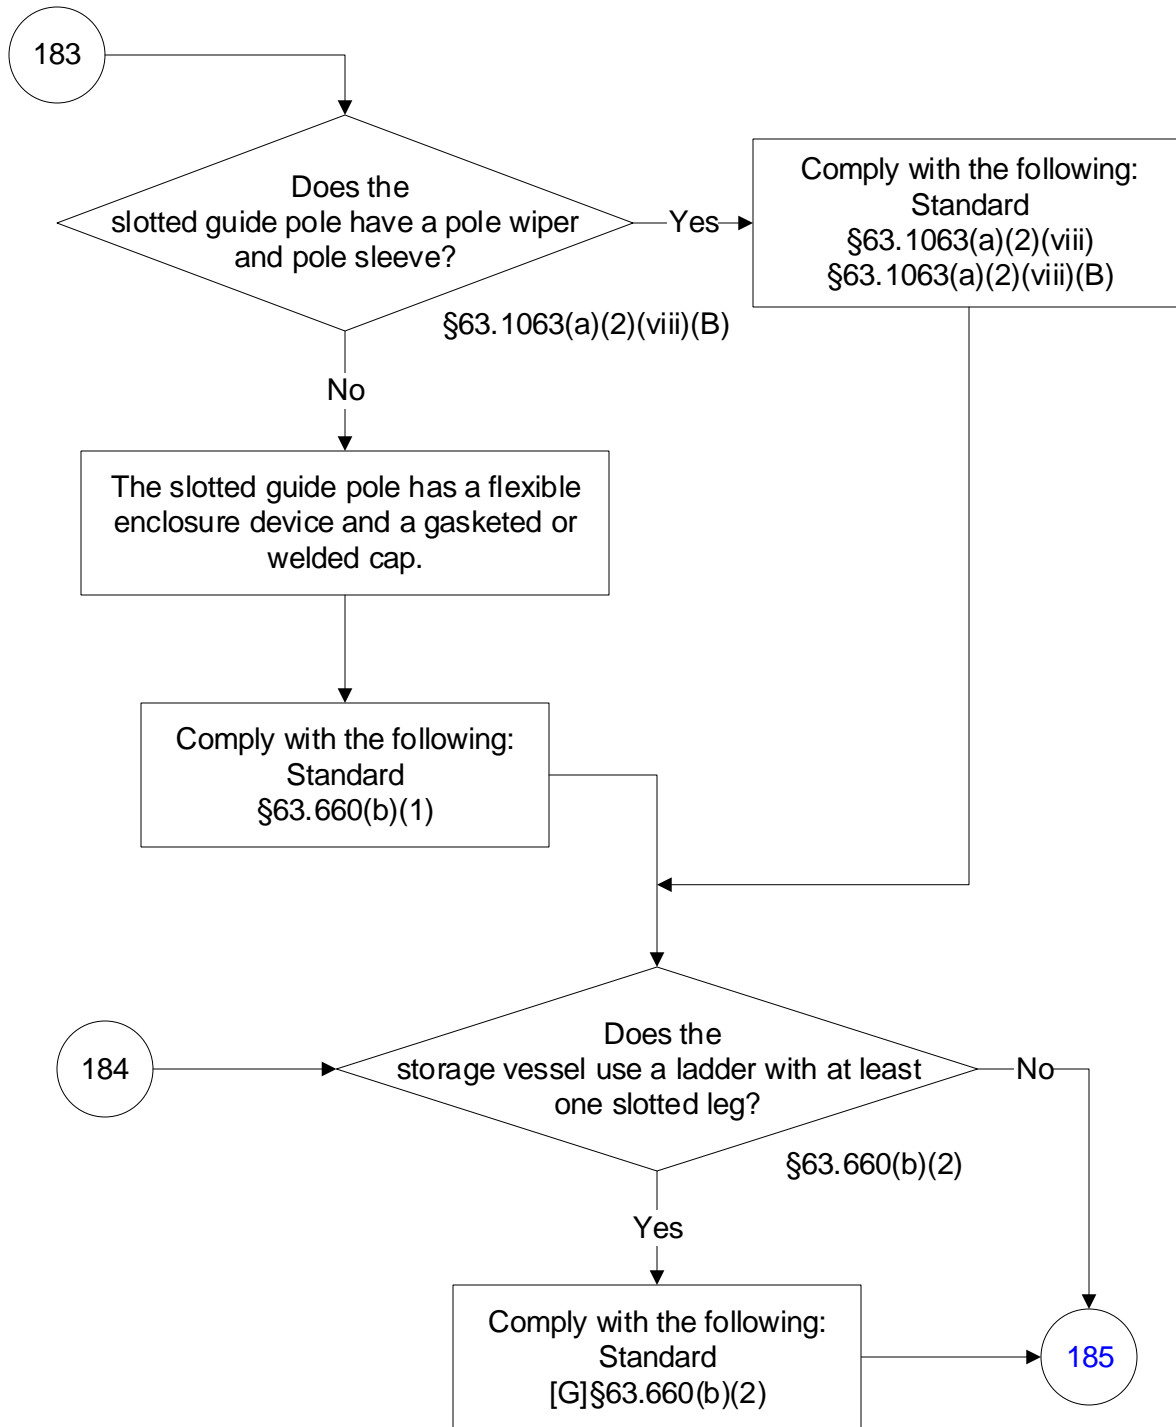 183
Does the
slotted guide pole have a pole wiper
and pole sleeve?
Yes
Comply with the following:
Standard
§63.1063(a)(2)(viii)
§63.1063(a)(2)(viii)(B)
§63.1063(a)(2)(viii)(B)
No
The slotted guide pole has a flexible
enclosure device and a gasketed or
welded cap.
Comply with the following:
Standard
§63.660(b)(1)
184
Does the
storage vessel use a ladder with at least
one slotted leg?
No
§63.660(b)(2)
Yes
Comply with the following:
Standard
[G]§63.660(b)(2)
185